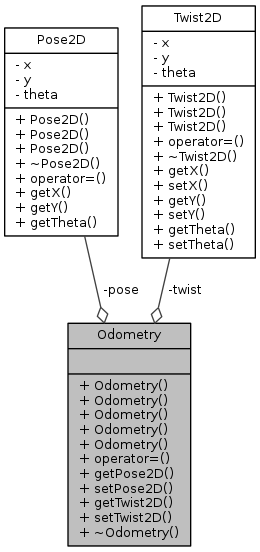 Pose2D
- x
- y
- theta
+ Pose2D()
+ Pose2D()
+ Pose2D()
+ ~Pose2D()
+ operator=()
+ getX()
+ getY()
+ getTheta()
Twist2D
- x
- y
- theta
+ Twist2D()
+ Twist2D()
+ Twist2D()
+ operator=()
+ ~Twist2D()
+ getX()
+ setX()
+ getY()
+ setY()
+ getTheta()
+ setTheta()
-pose
-twist
Odometry
+ Odometry()
+ Odometry()
+ Odometry()
+ Odometry()
+ Odometry()
+ operator=()
+ getPose2D()
+ setPose2D()
+ getTwist2D()
+ setTwist2D()
+ ~Odometry()